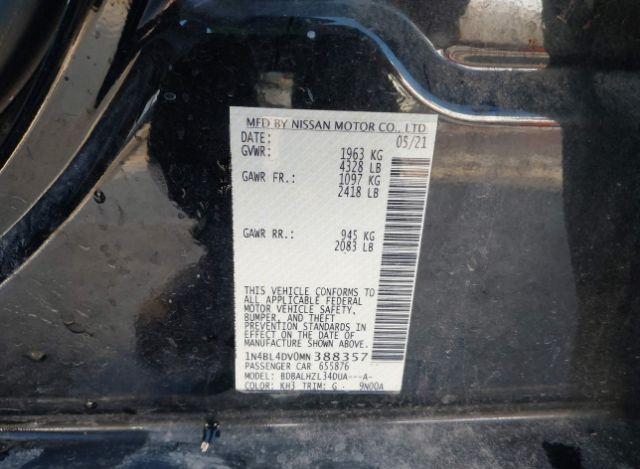 MFD BY NISSAN MOTOR CO., LTD
DATE: 05/21
GVWR: 1963 KG
4328 LB
GAWR FR.: 1097 KG
2418 LB
GAWR RR.: 945 KG
2083 LB
THIS VEHICLE CONFORMS TO
ALL APPLICABLE FEDERAL
MOTOR VEHICLE SAFETY,
BUMPER, AND THEFT
PREVENTION STANDARDS IN
EFFECT ON THE DATE OF
MANUFACTURE SHOWN ABOVE.
1N4BL4DV0MN388357
PASSENGER CAR 655876
MODEL: BDBALHZL34DUA---A-
COLOR: KH3 TRIM: G - 9N00A